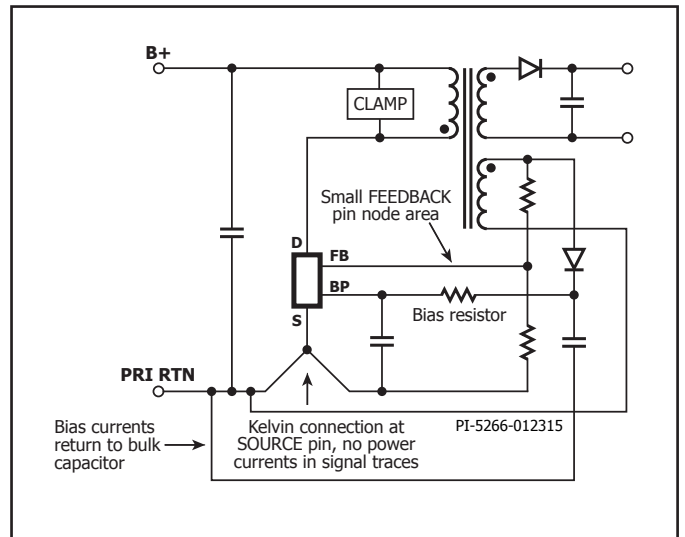 B+
CLAMP
Small FEEDBACK
pin node area
D
FB
BP
S
Bias resistor
PRI RTN
PI-5266-012315
Bias currents
return to bulk
capacitor
Kelvin connection at
SOURCE pin, no power
currents in signal traces